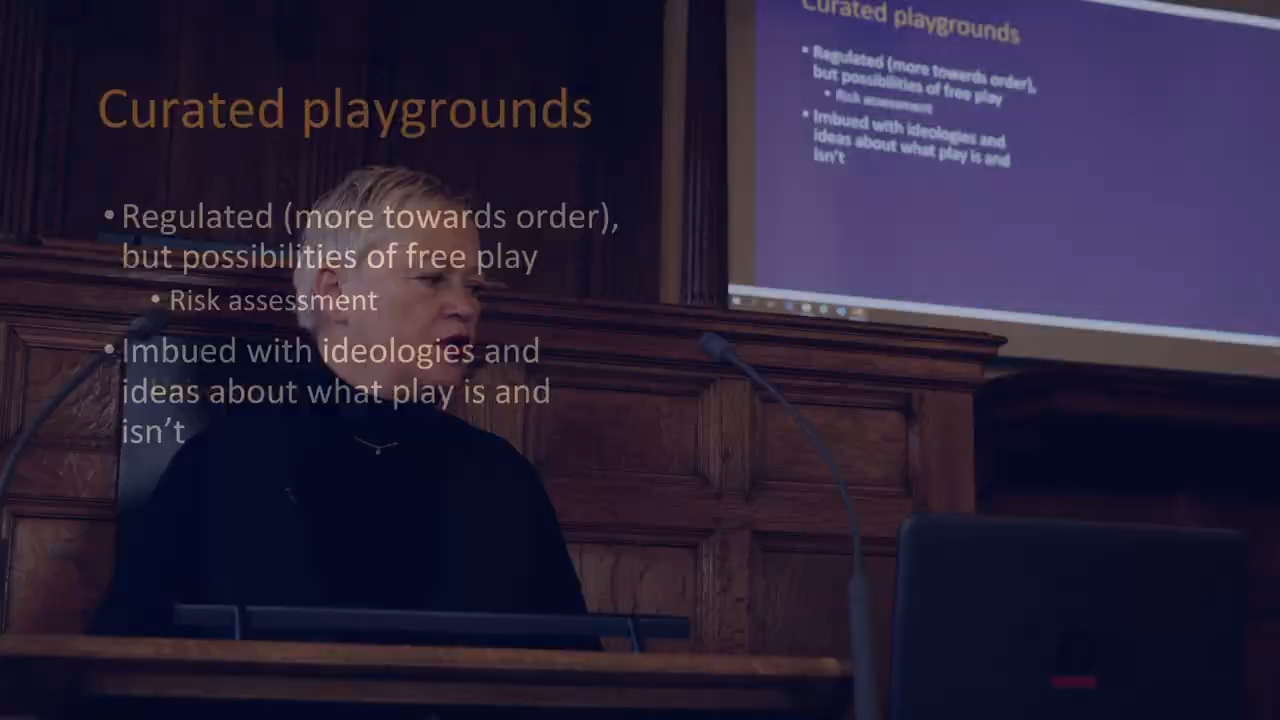 Curated playgrounds
• Regulated (more towards order),
but possibilities of free play
• Risk assessment
• Imbued with ideologies and
ideas about what play is and
isn't
Curated playgrounds
• Regulated (more towards order),
but possibilities of free play
• Risk assessment
• Imbued with ideologies and
ideas about what play is and
isn't